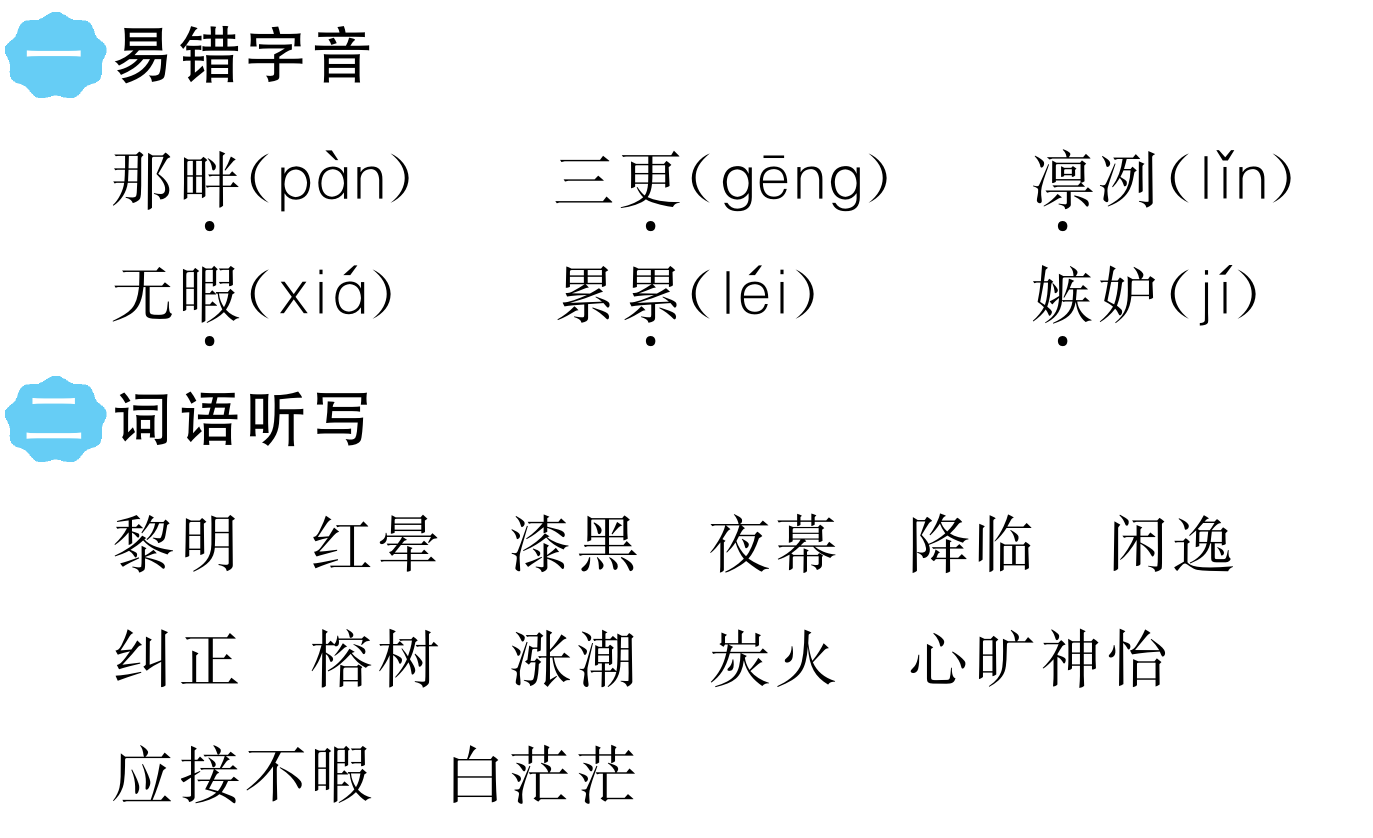 一 易错字音
那畔(pàn) 三更(gēng) 凛冽(lǐn)
无暇(xiá) 累累(léi) 嫉妒(jí)
二 词语听写
黎明 红晕 漆黑 夜幕 降临 闲逸
纠正 榕树 涨潮 炭火 心旷神怡
应接不暇 白茫茫